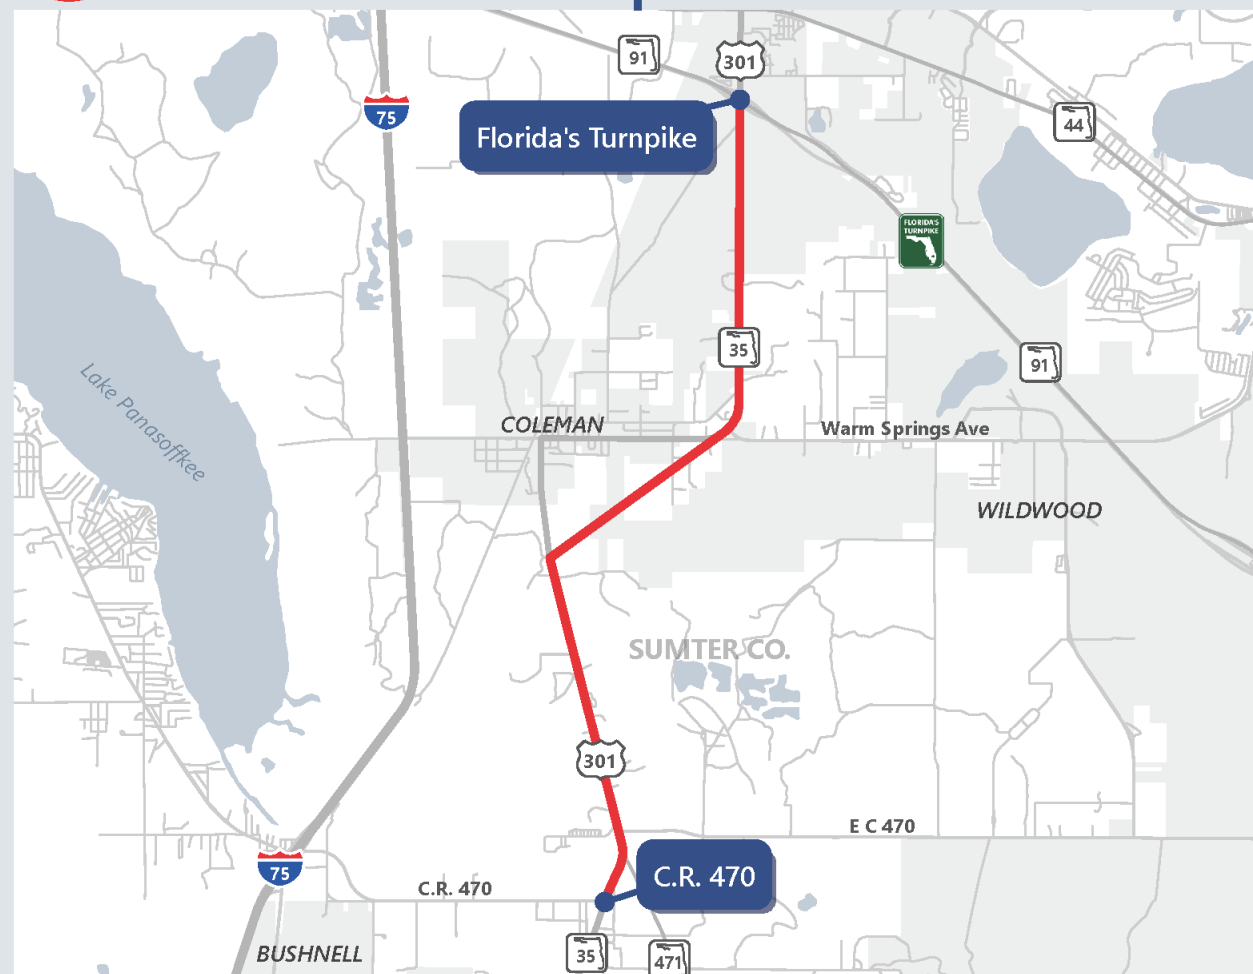 91
301
75
Florida's Turnpike
44
FLORIDA'S
TURNPIKE
35
91
Lake Panasoffkee
COLEMAN
Warm Springs Ave
WILDWOOD
SUMTER CO.
301
E C 470
75
C.R. 470
C.R. 470
BUSHNELL
35
471